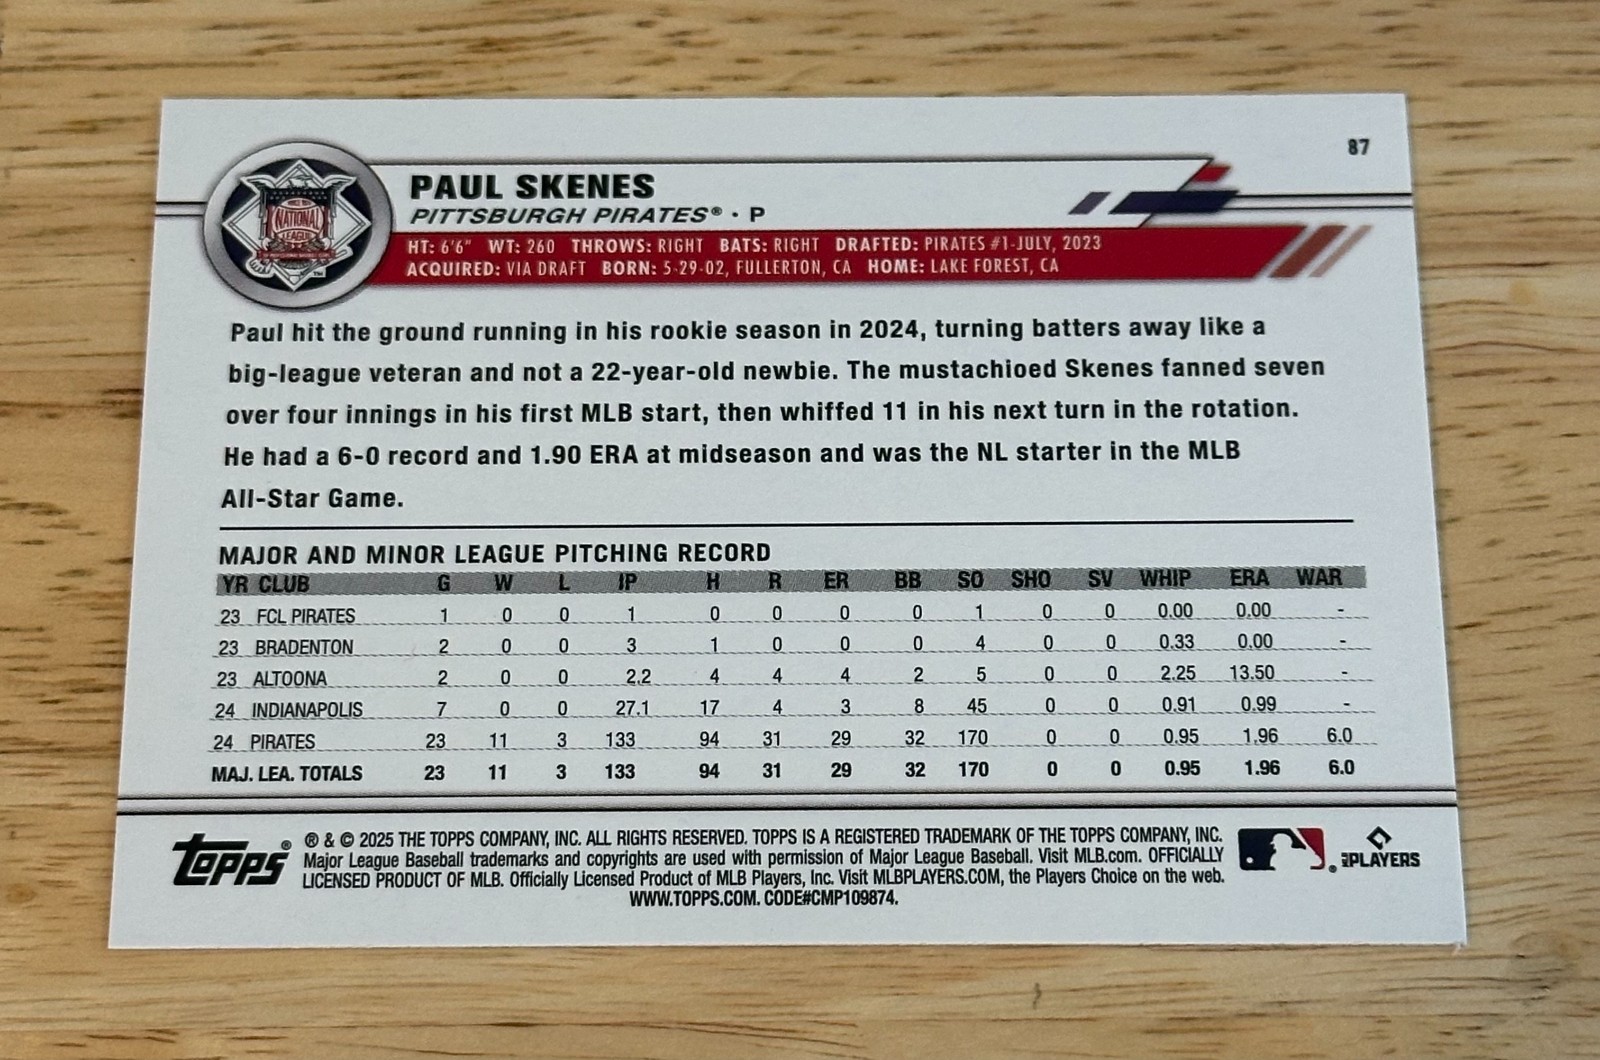 87
PAUL SKENES
PITTSBURGH PIRATES® • P
HT: 6'6" WT: 260 THROWS: RIGHT BATS: RIGHT DRAFTED: PIRATES #1-JULY, 2023
ACQUIRED: VIA DRAFT BORN: 5-29-02, FULLERTON, CA HOME: LAKE FOREST, CA
NATIONAL
LEAGUE
TM
Paul hit the ground running in his rookie season in 2024, turning batters away like a
big-league veteran and not a 22-year-old newbie. The mustachioed Skenes fanned seven
over four innings in his first MLB start, then whiffed 11 in his next turn in the rotation.
He had a 6-0 record and 1.90 ERA at midseason and was the NL starter in the MLB
All-Star Game.
MAJOR AND MINOR LEAGUE PITCHING RECORD
YR CLUB G W L IP H R ER BB SO SHO SV WHIP ERA WAR
23 FCL PIRATES 1 0 0 1 0 0 0 0 1 0 0 0.00 0.00 -
23 BRADENTON 2 0 0 3 1 0 0 0 4 0 0 0.33 0.00 -
23 ALTOONA 2 0 0 2.2 4 4 4 2 5 0 0 2.25 13.50 -
24 INDIANAPOLIS 7 0 0 27.1 17 4 3 8 45 0 0 0.91 0.99 -
24 PIRATES 23 11 3 133 94 31 29 32 170 0 0 0.95 1.96 6.0
MAJ. LEA. TOTALS 23 11 3 133 94 31 29 32 170 0 0 0.95 1.96 6.0
topps®
® & © 2025 THE TOPPS COMPANY, INC. ALL RIGHTS RESERVED. TOPPS IS A REGISTERED TRADEMARK OF THE TOPPS COMPANY, INC.
Major League Baseball trademarks and copyrights are used with permission of Major League Baseball. Visit MLB.com. OFFICIALLY
LICENSED PRODUCT OF MLB. Officially Licensed Product of MLB Players, Inc. Visit MLBPLAYERS.COM, the Players Choice on the web.
WWW.TOPPS.COM. CODE#CMP109874.
®
PLAYERS